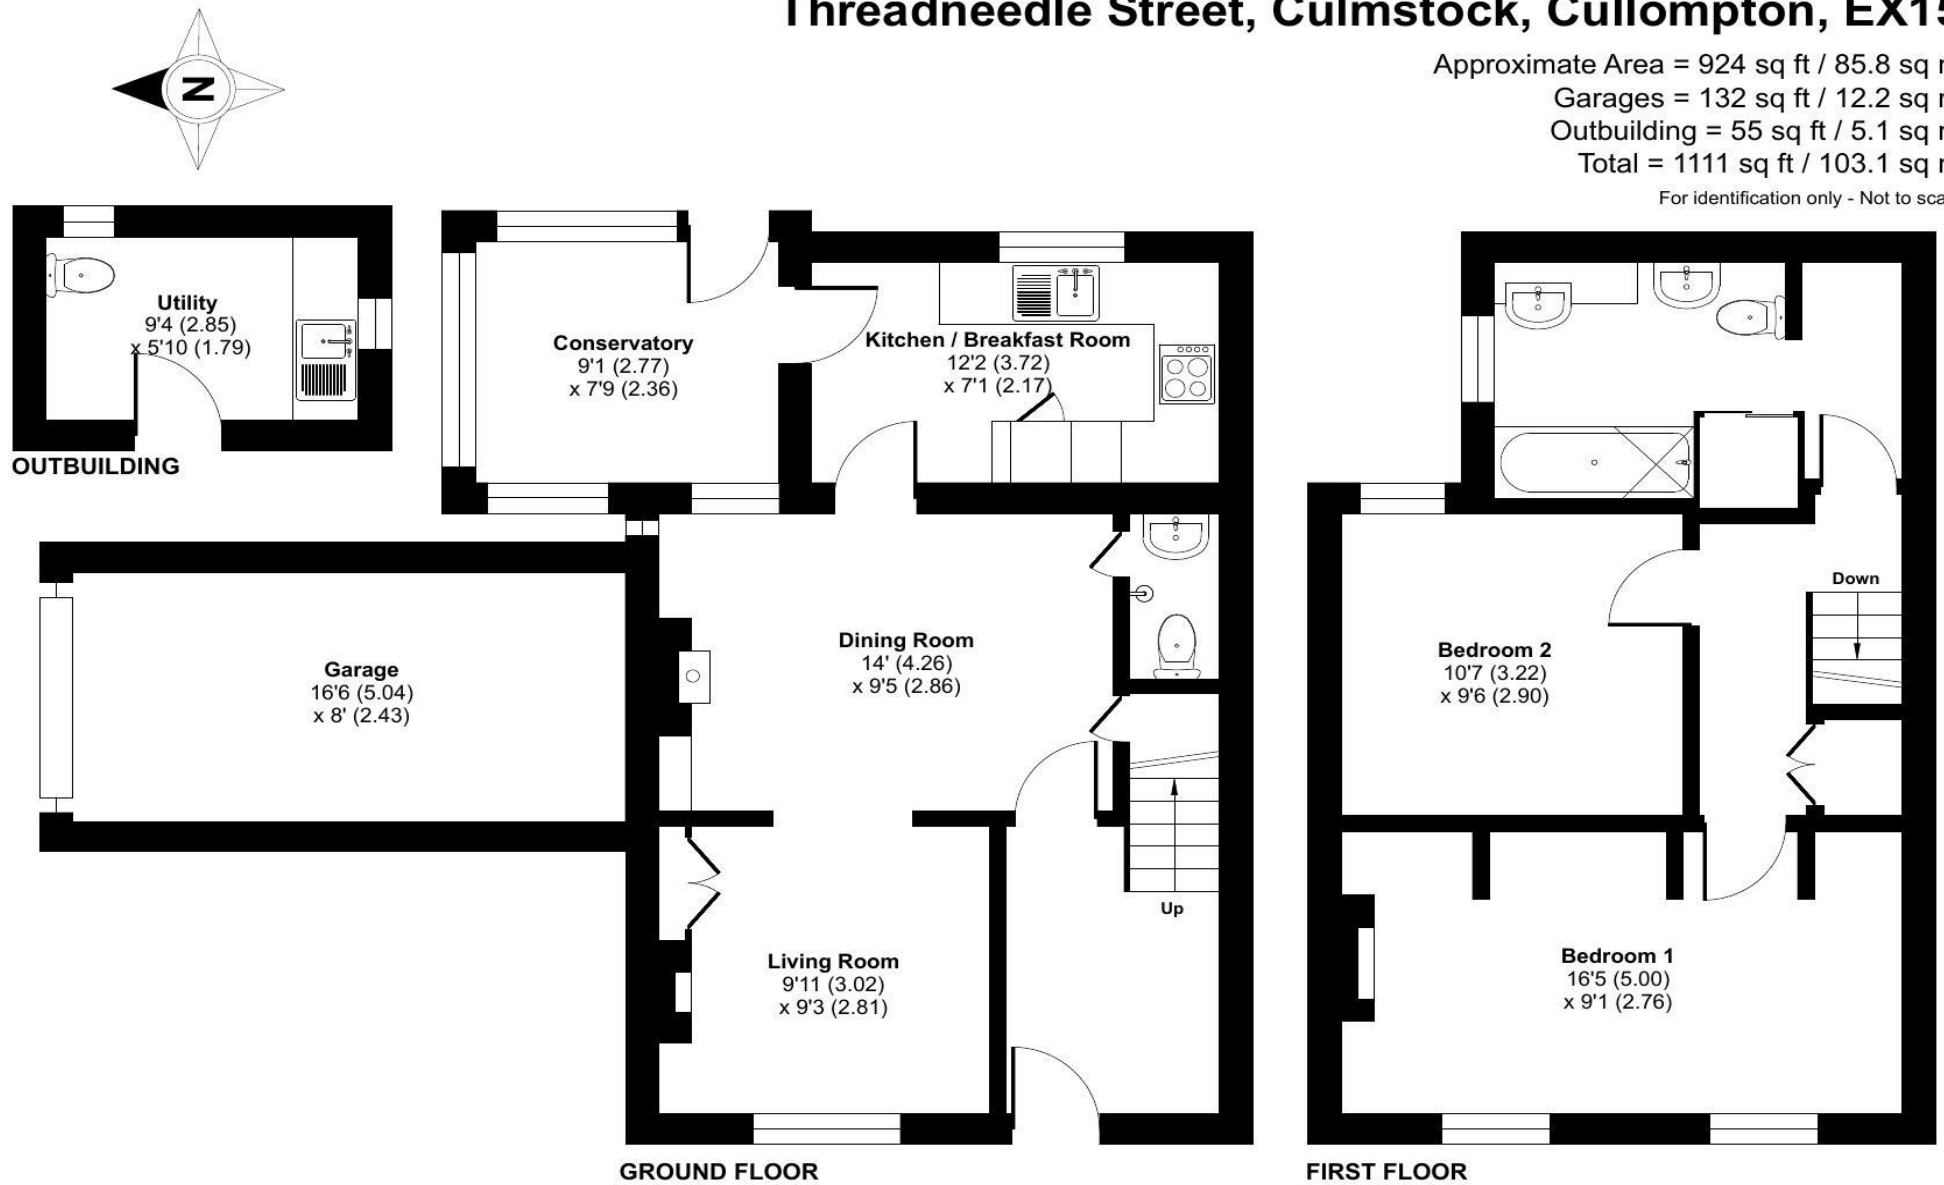 Threadneedle Street, Culmstock, Cullompton,
Approximate Area = 924 sq ft / 85.8 sq
Garages = 132 sq ft / 12.2 sq
Outbuilding = 55 sq ft / 5.1 sq
Total = 1111 sq ft / 103.1 sq
For identification only - Not to
N
Utility
9'4 (2.85)
x 5'10 (1.79)
OUTBUILDING
Conservatory
9'1 (2.77)
x 7'9 (2.36)
Kitchen / Breakfast Room
12'2 (3.72)
x 7'1 (2.17)
Garage
16'6 (5.04)
x 8' (2.43)
Dining Room
14' (4.26)
x 9'5 (2.86)
Up
Living Room
9'11 (3.02)
x 9'3 (2.81)
GROUND FLOOR
Down
Bedroom 2
10'7 (3.22)
x 9'6 (2.90)
Bedroom 1
16'5 (5.00)
x 9'1 (2.76)
FIRST FLOOR